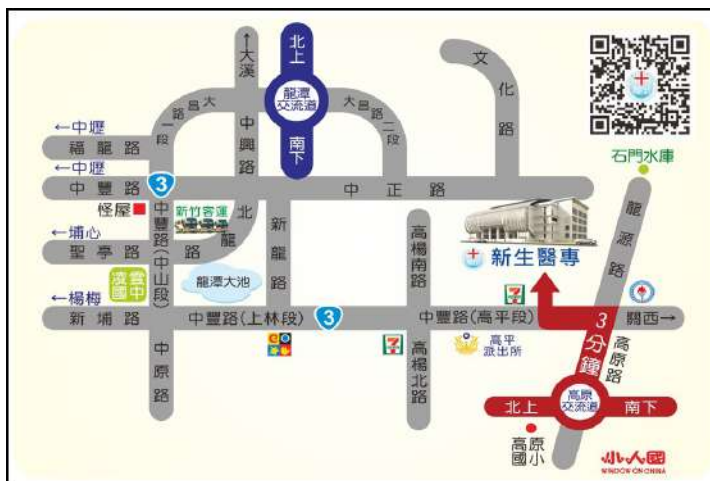 ←大溪
北上
龍潭
交流道
南下
文化路
大昌路一段
大昌路二段
←中壢
福龍路
中興路
←中壢
中豐路
3
中正路
石門水庫
龍源路
怪屋
新竹客運
北龍路
新龍路
高楊南路
新生醫專
←埔心
聖亭路
中豐路(中山段)
凌雲
國中
龍潭大池
←楊梅
新埔路
中豐路(上林段)
3
中豐路(高平段)
7
關西→
3分鐘
高原路
中原路
7
高楊北路
高平
派出所
高原
交流道
北上
南下
高原
國小
小人國
WINDOW ON CHINA